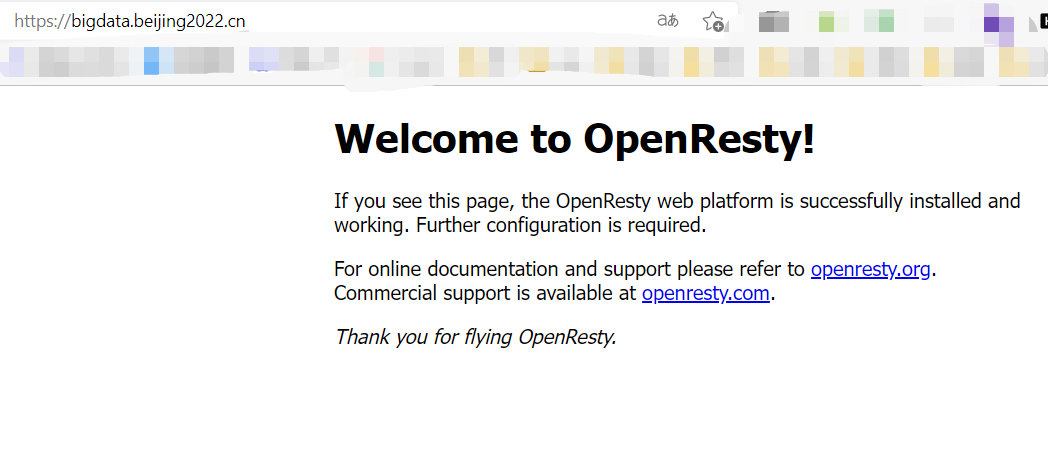 https://bigdata.beijing2022.cn
aあ
Welcome to OpenResty!
If you see this page, the OpenResty web platform is successfully installed and
working. Further configuration is required.
For online documentation and support please refer to openresty.org.
Commercial support is available at openresty.com.
Thank you for flying OpenResty.